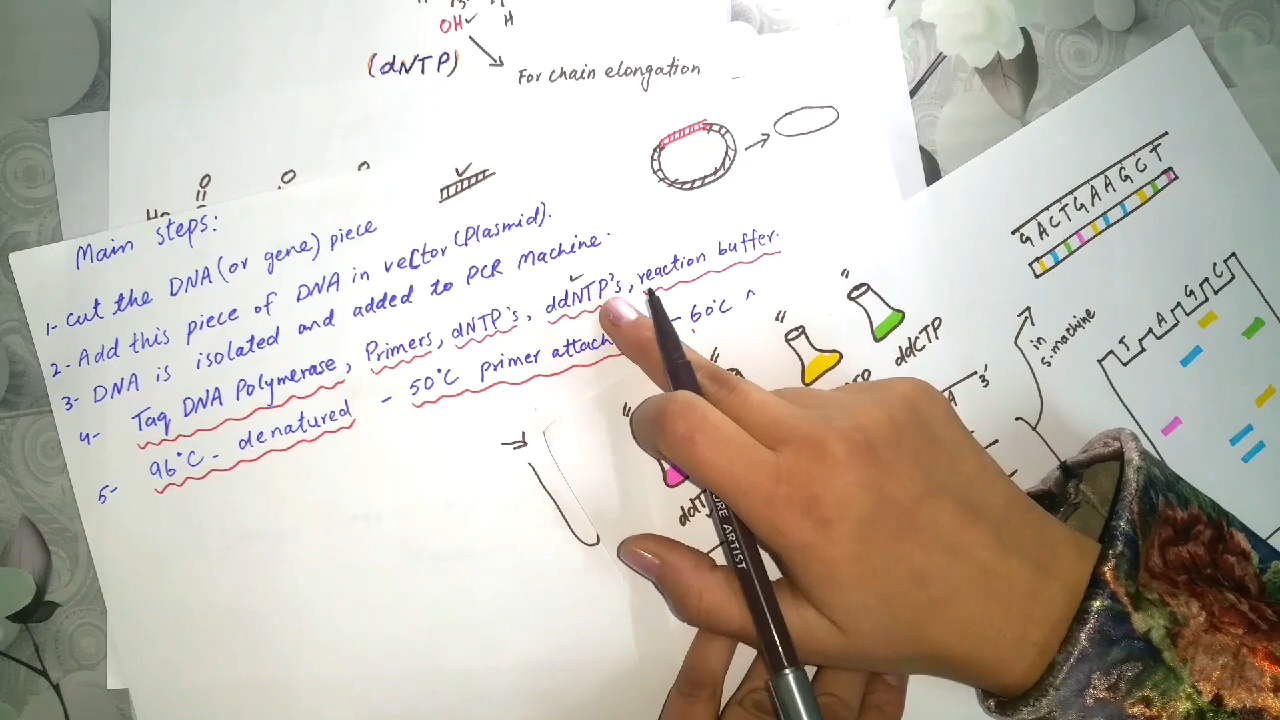 OH✓ H
(dNTP)
For chain elongation
Main steps:
1- Cut the DNA (or gene) piece
2- Add this piece of DNA in vector (plasmid).
3- DNA is isolated and added to PCR machine.
4- Taq DNA Polymerase, Primers, dNTP's, ddNTP's, reaction buffer.
5- 96°C - denatured - 50°C primer attach - 60°C
GACTGAAGCT
T A G C
in
s.machine
ddCTP
A 3'
URE ARTIST